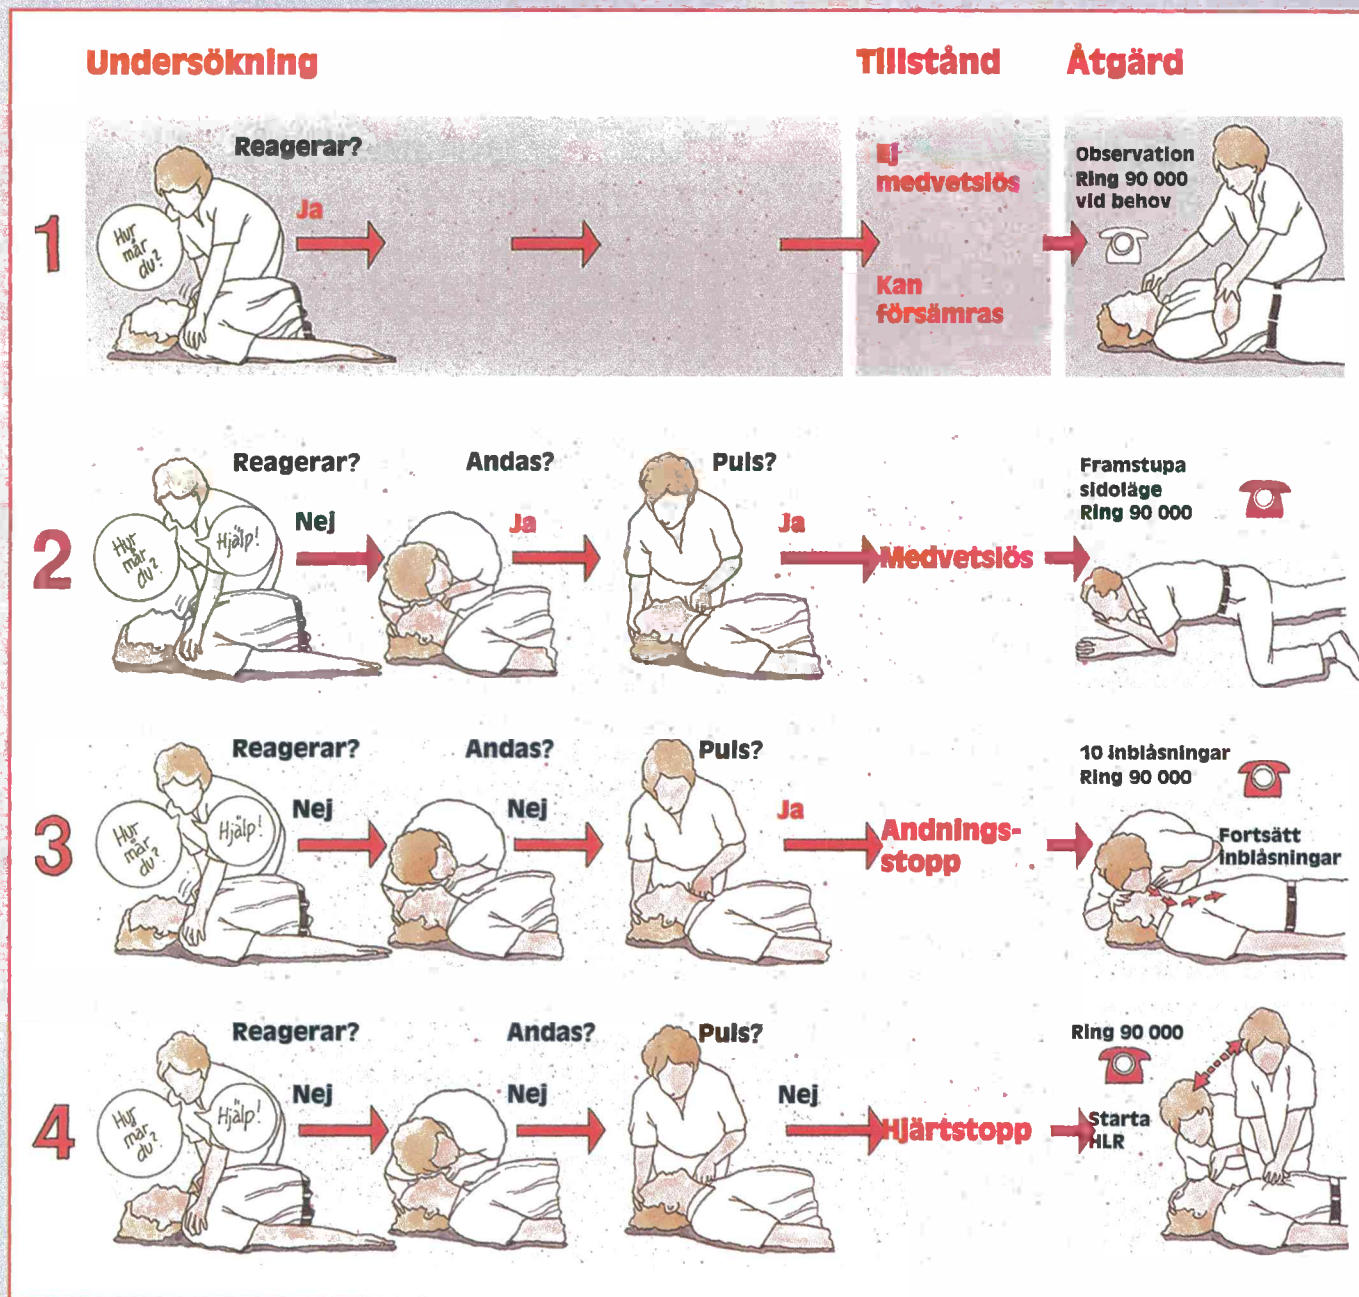 Undersökning
Tillstånd
Åtgärd
1
Reagerar?
Hur
mår
du?
Ja
Ej
medvetslös
Kan
försämras
Observation
Ring 90 000
vid behov
2
Reagerar?
Hur
mår
du?
Hjälp!
Nej
Andas?
Ja
Puls?
Ja
Medvetslös
Framstupa
sidoläge
Ring 90 000
3
Reagerar?
Hur
mår
du?
Hjälp!
Nej
Andas?
Nej
Puls?
Ja
Andnings-
stopp
10 inblåsningar
Ring 90 000
Fortsätt
inblåsningar
4
Reagerar?
Hur
mår
du?
Hjälp!
Nej
Andas?
Nej
Puls?
Nej
Hjärtstopp
Ring 90 000
Starta
HLR